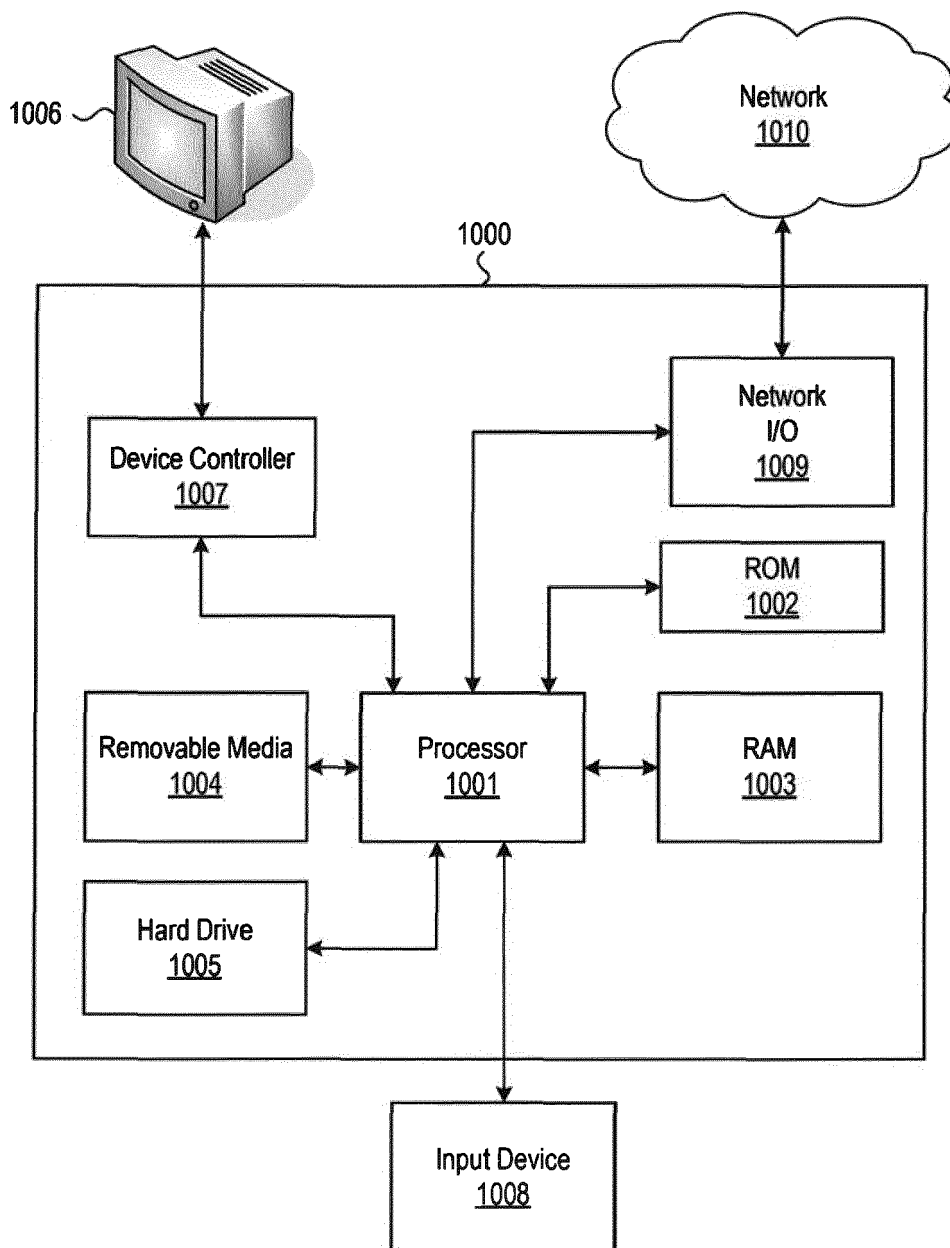 1006
Network
1010
1000
Network
I/O
1009
Device Controller
1007
ROM
1002
Removable Media
1004
Processor
1001
RAM
1003
Hard Drive
1005
Input Device
1008